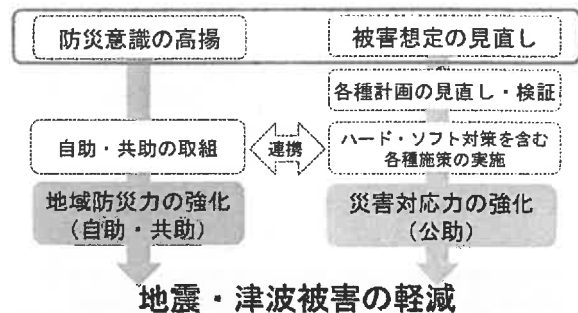 防災意識の高揚
被害想定の見直し
各種計画の見直し・検証
自助・共助の取組
連携
ハード・ソフト対策を含む
各種施策の実施
地域防災力の強化
（自助・共助）
災害対応力の強化
（公助）
地震・津波被害の軽減